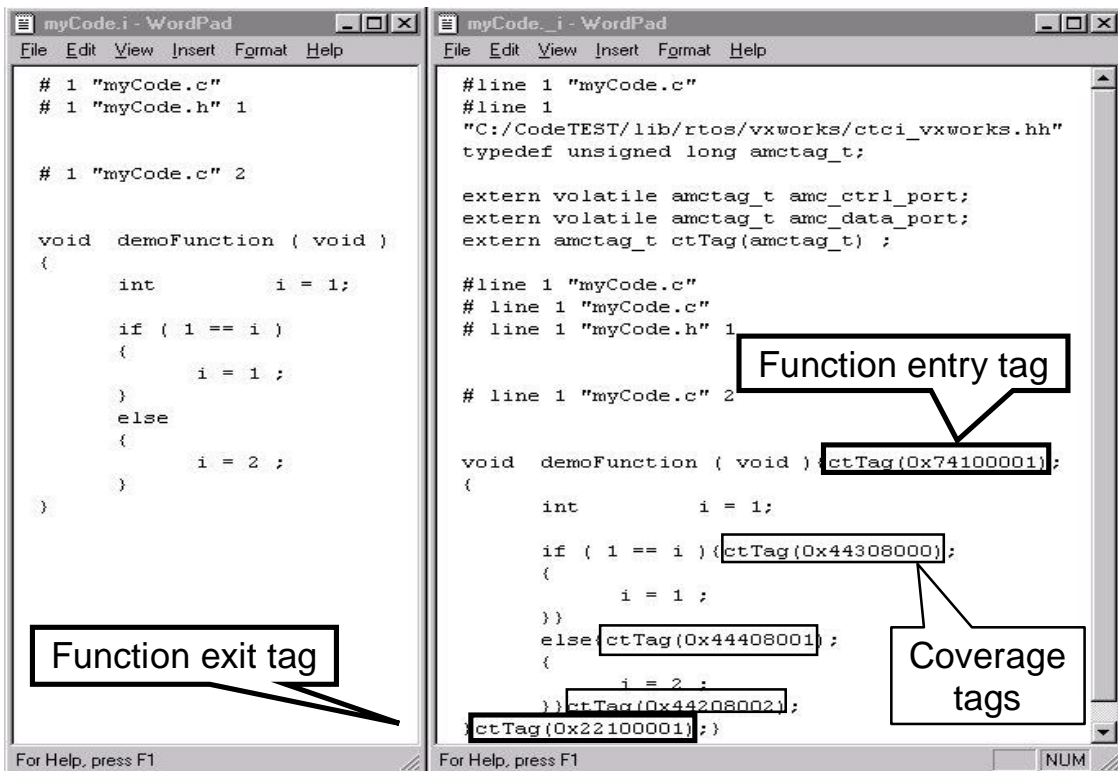 myCode.i - WordPad
File Edit View Insert Format Help
# 1 "myCode.c"
# 1 "myCode.h" 1
# 1 "myCode.c" 2
void demoFunction ( void )
{
int i = 1;
if ( 1 == i )
{
i = 1 ;
}
else
{
i = 2 ;
}
}
Function exit tag
For Help, press F1
myCode._i - WordPad
File Edit View Insert Format Help
#line 1 "myCode.c"
#line 1
"C:/CodeTEST/lib/rtos/vxworks/ctci_vxworks.hh"
typedef unsigned long amctag_t;
extern volatile amctag_t amc_ctrl_port;
extern volatile amctag_t amc_data_port;
extern amctag_t ctTag(amctag_t) ;
#line 1 "myCode.c"
# line 1 "myCode.c"
# line 1 "myCode.h" 1
Function entry tag
# line 1 "myCode.c" 2
void demoFunction ( void ){ctTag(0x74100001);
{
int i = 1;
if ( 1 == i ){ctTag(0x44308000);
{
i = 1 ;
}}
else{ctTag(0x44408001);
{
i = 2 ;
}}ctTag(0x44208002);
}ctTag(0x22100001);}
Coverage
tags
For Help, press F1
NUM